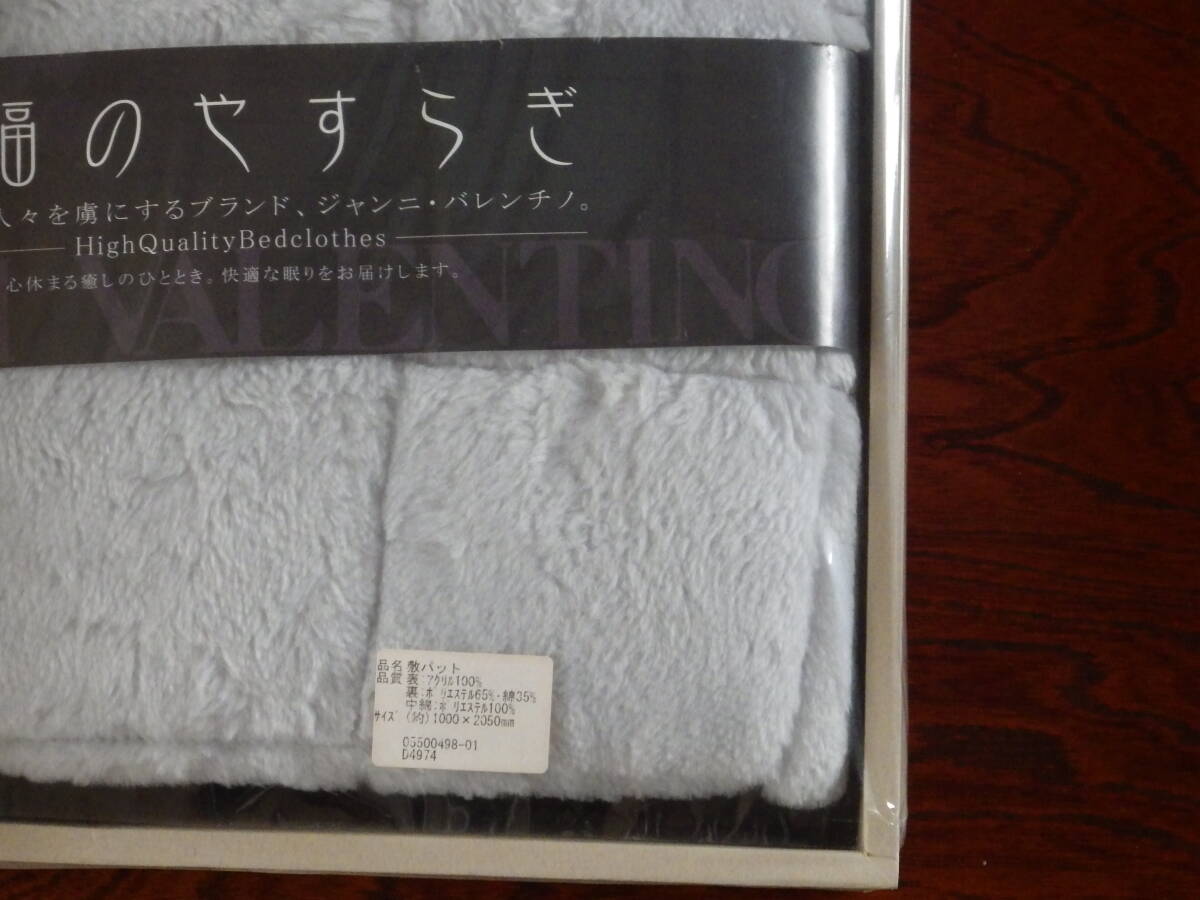 福のやすらぎ
人々を虜にするブランド、ジャンニ・バレンチノ。
HighQualityBedclothes
心休まる癒しのひととき。快適な眠りをお届けします。
VALENTINO
品名 敷パット
品質 表:アクリル100%
裏:ポリエステル65%・綿35%
中綿:ポリエステル100%
サイズ (約)1000×2050mm
05500498-01
D4974